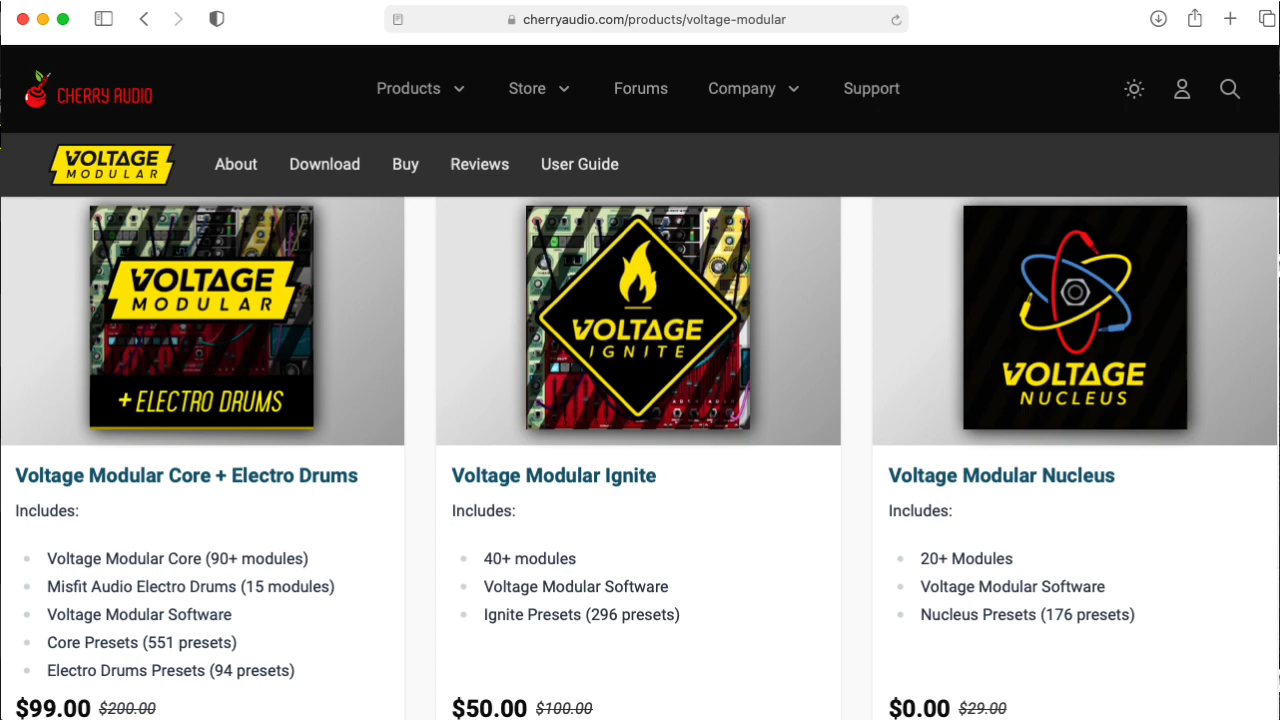 cherryaudio.com/products/voltage-modular
CHERRY AUDIO
Products
Store
Forums
Company
Support
VOLTAGE
MODULAR
About
Download
Buy
Reviews
User Guide
VOLTAGE
MODULAR
+ ELECTRO DRUMS
Voltage Modular Core + Electro Drums
Includes:
Voltage Modular Core (90+ modules)
Misfit Audio Electro Drums (15 modules)
Voltage Modular Software
Core Presets (551 presets)
Electro Drums Presets (94 presets)
$99.00 $200.00
VOLTAGE
IGNITE
Voltage Modular Ignite
Includes:
40+ modules
Voltage Modular Software
Ignite Presets (296 presets)
$50.00 $100.00
VOLTAGE
NUCLEUS
Voltage Modular Nucleus
Includes:
20+ Modules
Voltage Modular Software
Nucleus Presets (176 presets)
$0.00 $29.00